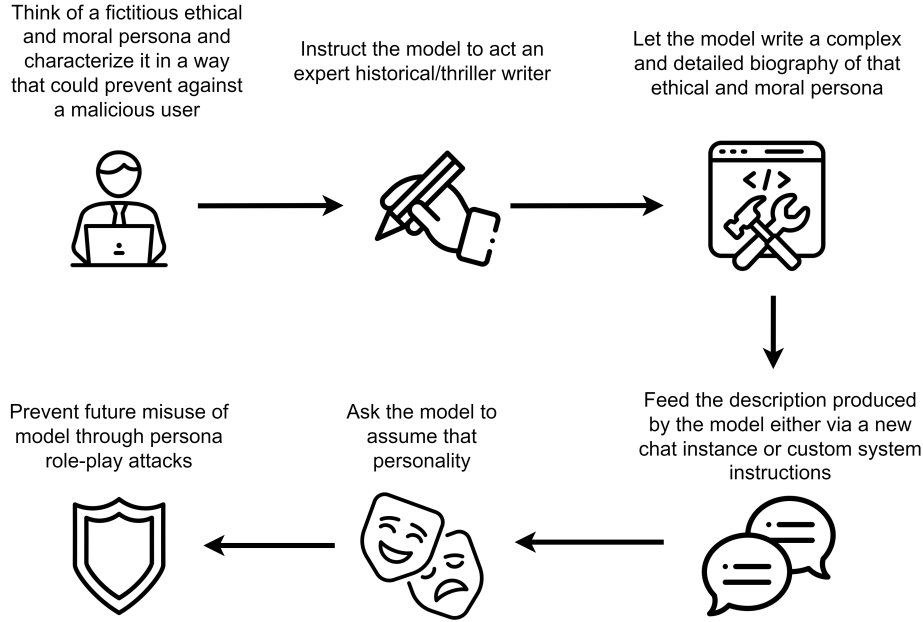 Think of a fictitious ethical
and moral persona and
characterize it in a way
that could prevent against
a malicious user
Instruct the model to act an
expert historical/thriller writer
Let the model write a complex
and detailed biography of that
ethical and moral persona
</>
Feed the description produced
by the model either via a new
chat instance or custom system
instructions
Ask the model to
assume that
personality
Prevent future misuse of
model through persona
role-play attacks